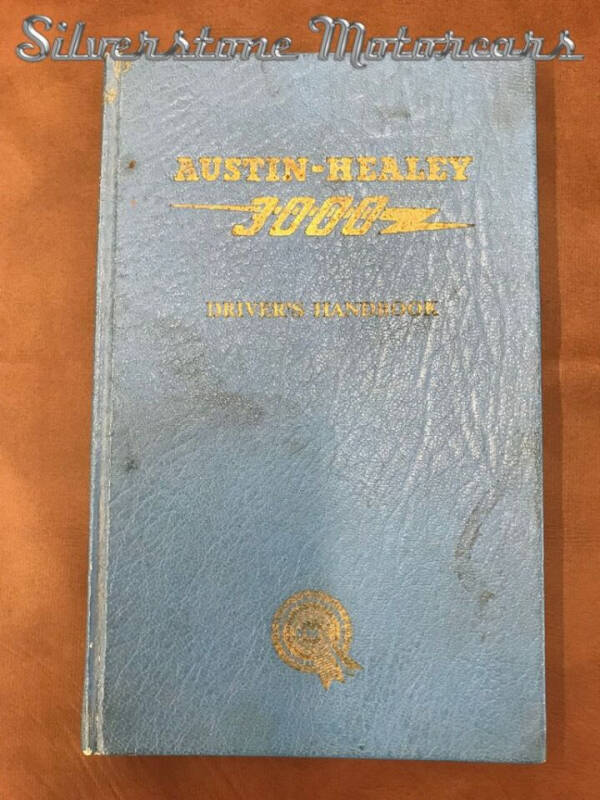 Silverstone Motorcars
AUSTIN-HEALEY
3000
DRIVER'S HANDBOOK